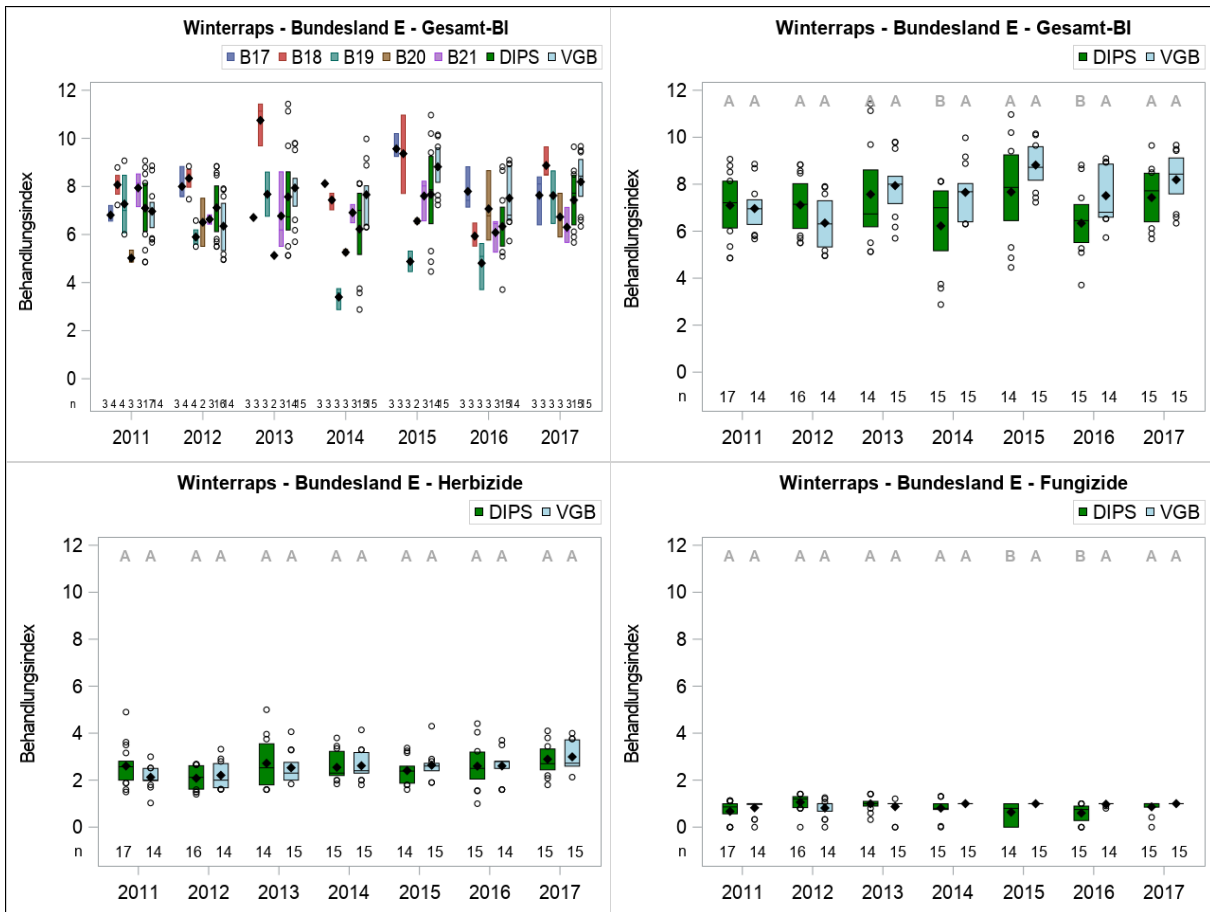 Winterraps - Bundesland E - Gesamt-BI
B17 B18 B19 B20 B21 DIPS VGB
Behandlungsindex
12
10
8
6
4
2
0
n 3 4 4 3 3 17 14 3 4 4 2 3 16 14 3 3 3 2 3 14 15 3 3 3 3 3 15 15 3 3 3 2 3 14 15 3 3 3 3 3 15 14 3 3 3 3 3 15 15
2011 2012 2013 2014 2015 2016 2017
Winterraps - Bundesland E - Gesamt-BI
DIPS VGB
Behandlungsindex
12
10
8
6
4
2
0
A A A A A A B A A A B A A A
n 17 14 16 14 14 15 15 15 14 15 15 14 15 15
2011 2012 2013 2014 2015 2016 2017
Winterraps - Bundesland E - Herbizide
DIPS VGB
Behandlungsindex
12
10
8
6
4
2
0
A A A A A A A A A A A A A A
n 17 14 16 14 14 15 15 15 14 15 15 14 15 15
2011 2012 2013 2014 2015 2016 2017
Winterraps - Bundesland E - Fungizide
DIPS VGB
Behandlungsindex
12
10
8
6
4
2
0
A A A A A A A A B A B A A A
n 17 14 16 14 14 15 15 15 14 15 15 14 15 15
2011 2012 2013 2014 2015 2016 2017